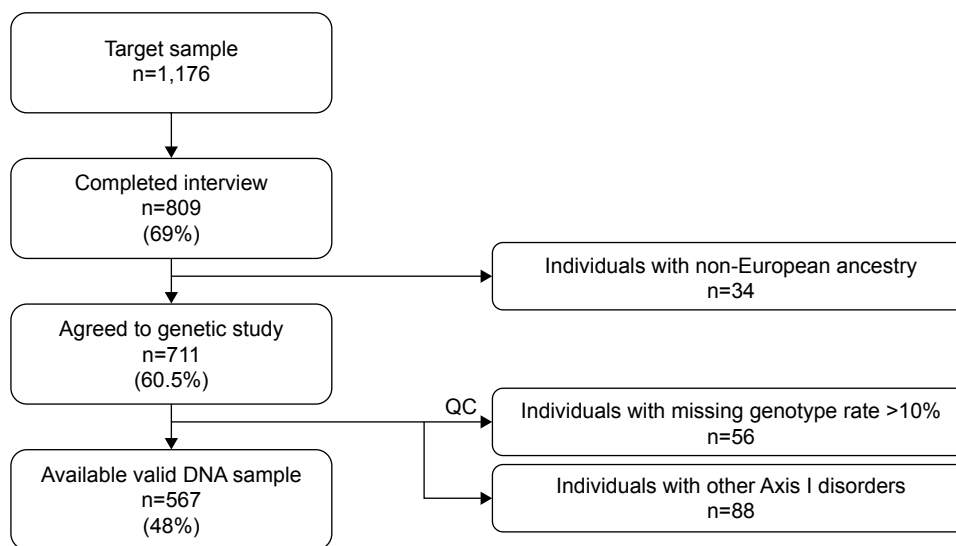 Target sample
n=1,176
Completed interview
n=809
(69%)
Individuals with non-European ancestry
n=34
Agreed to genetic study
n=711
(60.5%)
QC
Individuals with missing genotype rate >10%
n=56
Available valid DNA sample
n=567
(48%)
Individuals with other Axis I disorders
n=88